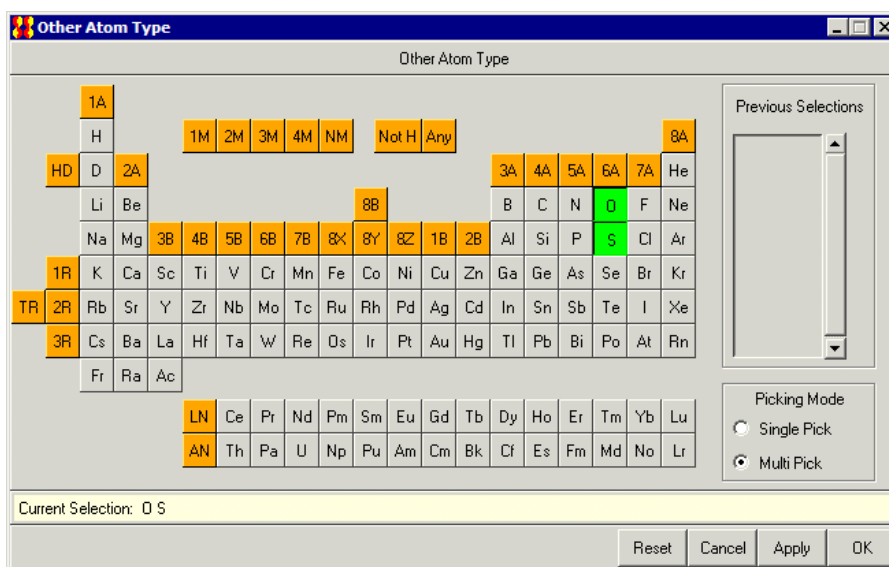 Other Atom Type
Other Atom Type
1A
H 1M 2M 3M 4M NM Not H Any 8A
HD D 2A 3A 4A 5A 6A 7A He
Li Be 8B B C N O F Ne
Na Mg 3B 4B 5B 6B 7B 8X 8Y 8Z 1B 2B Al Si P S Cl Ar
1R K Ca Sc Ti V Cr Mn Fe Co Ni Cu Zn Ga Ge As Se Br Kr
TR 2R Rb Sr Y Zr Nb Mo Tc Ru Rh Pd Ag Cd In Sn Sb Te I Xe
3R Cs Ba La Hf Ta W Re Os Ir Pt Au Hg Tl Pb Bi Po At Rn
Fr Ra Ac
LN Ce Pr Nd Pm Sm Eu Gd Tb Dy Ho Er Tm Yb Lu
AN Th Pa U Np Pu Am Cm Bk Cf Es Fm Md No Lr
Previous Selections
Picking Mode
Single Pick
Multi Pick
Current Selection: O S
Reset Cancel Apply OK